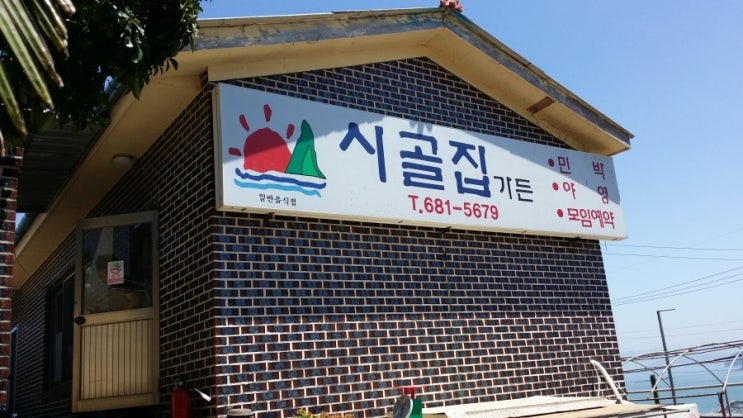 시골집 가든
T.681-5679
일반음식점
• 민 박
• 야 영
• 모임예약